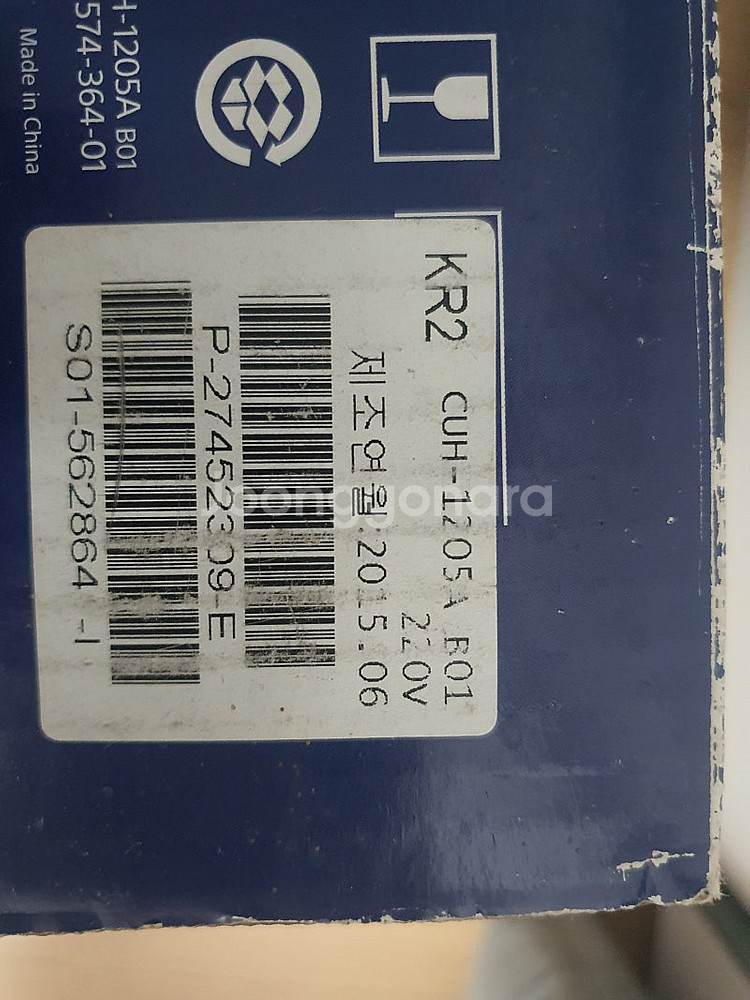 H-1205A B01
574-364-01
Made in China
KR2 CUH-1205A B01
220V
제조연월:2015.06
P-27452309-E
S01-562864 -I
joonggonara